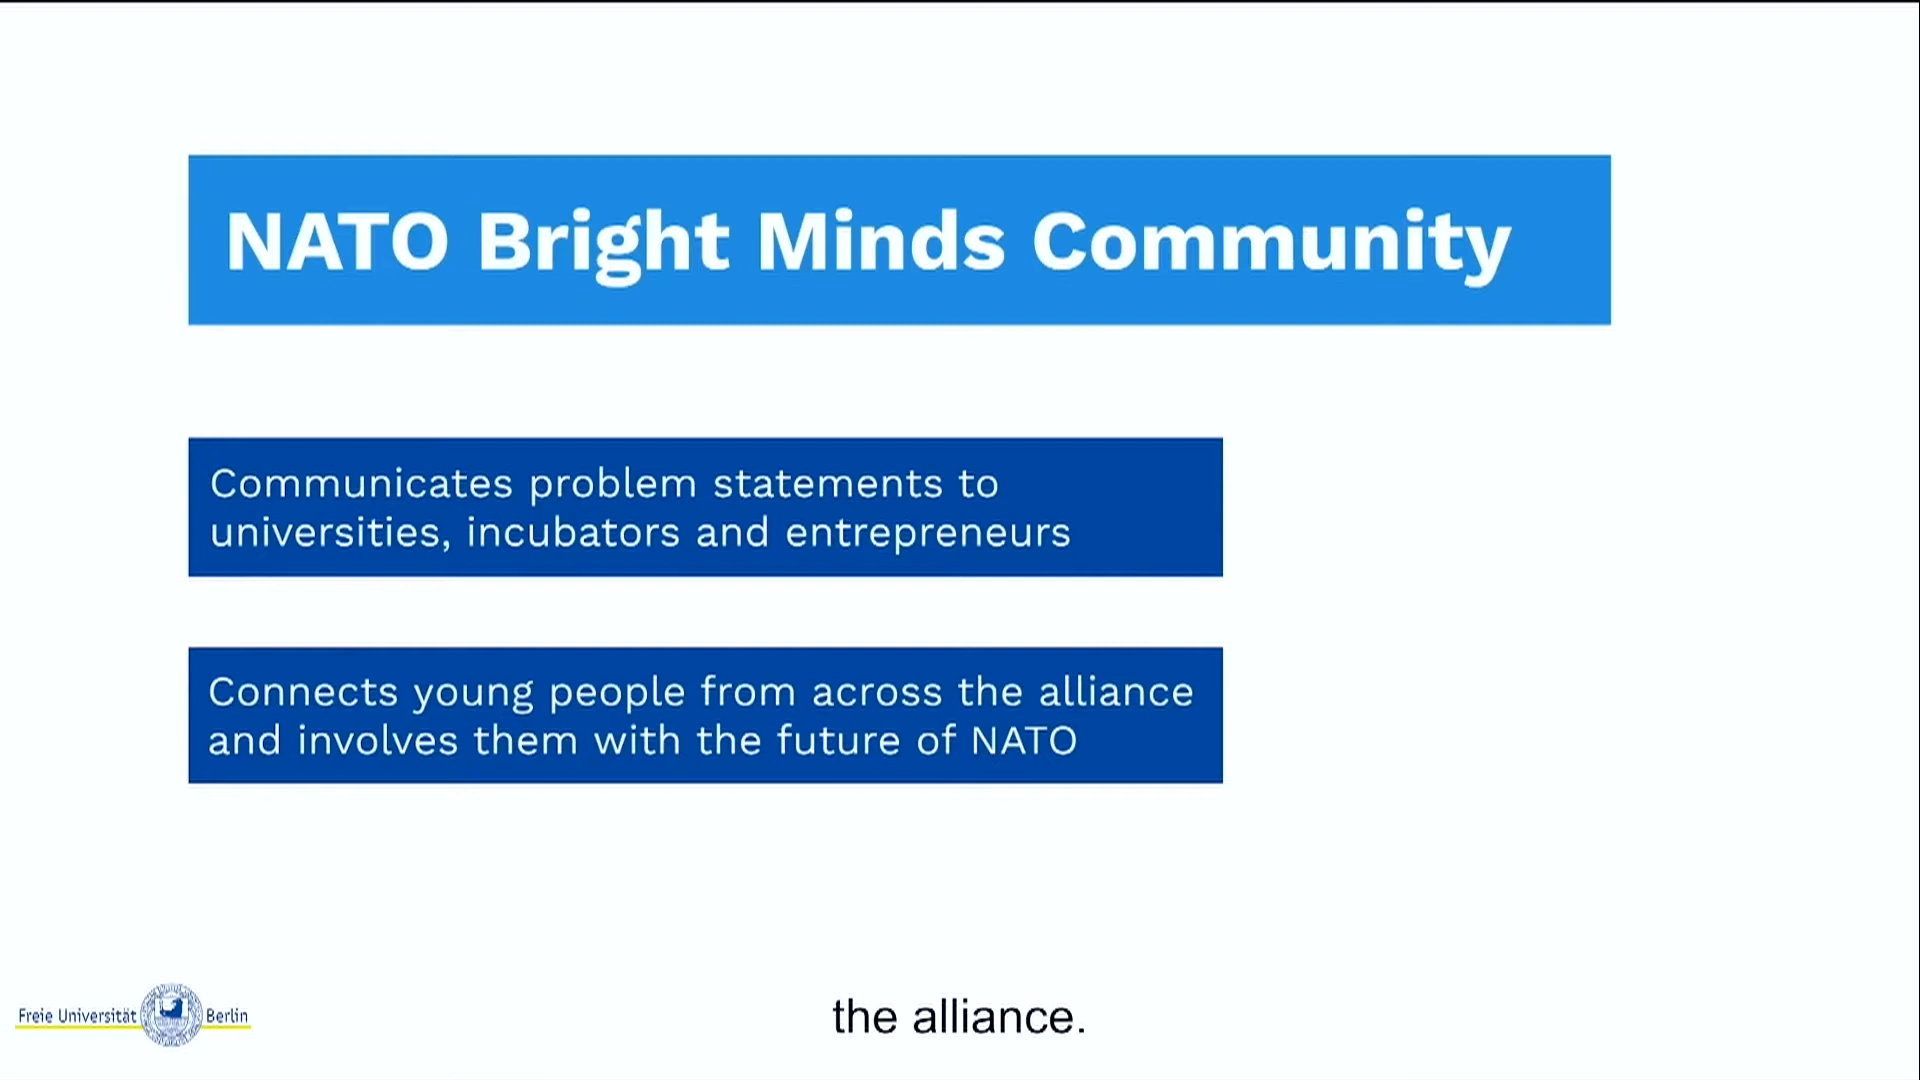 NATO Bright Minds Community
Communicates problem statements to
universities, incubators and entrepreneurs
Connects young people from across the alliance
and involves them with the future of NATO
Freie Universität Berlin
the alliance.